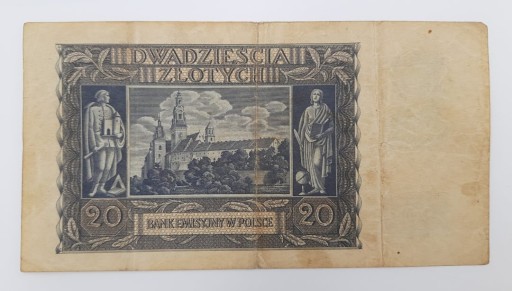 DWADZIEŚCIA
ZŁOTYCH
20 20
BANK EMISYJNY W POLSCE